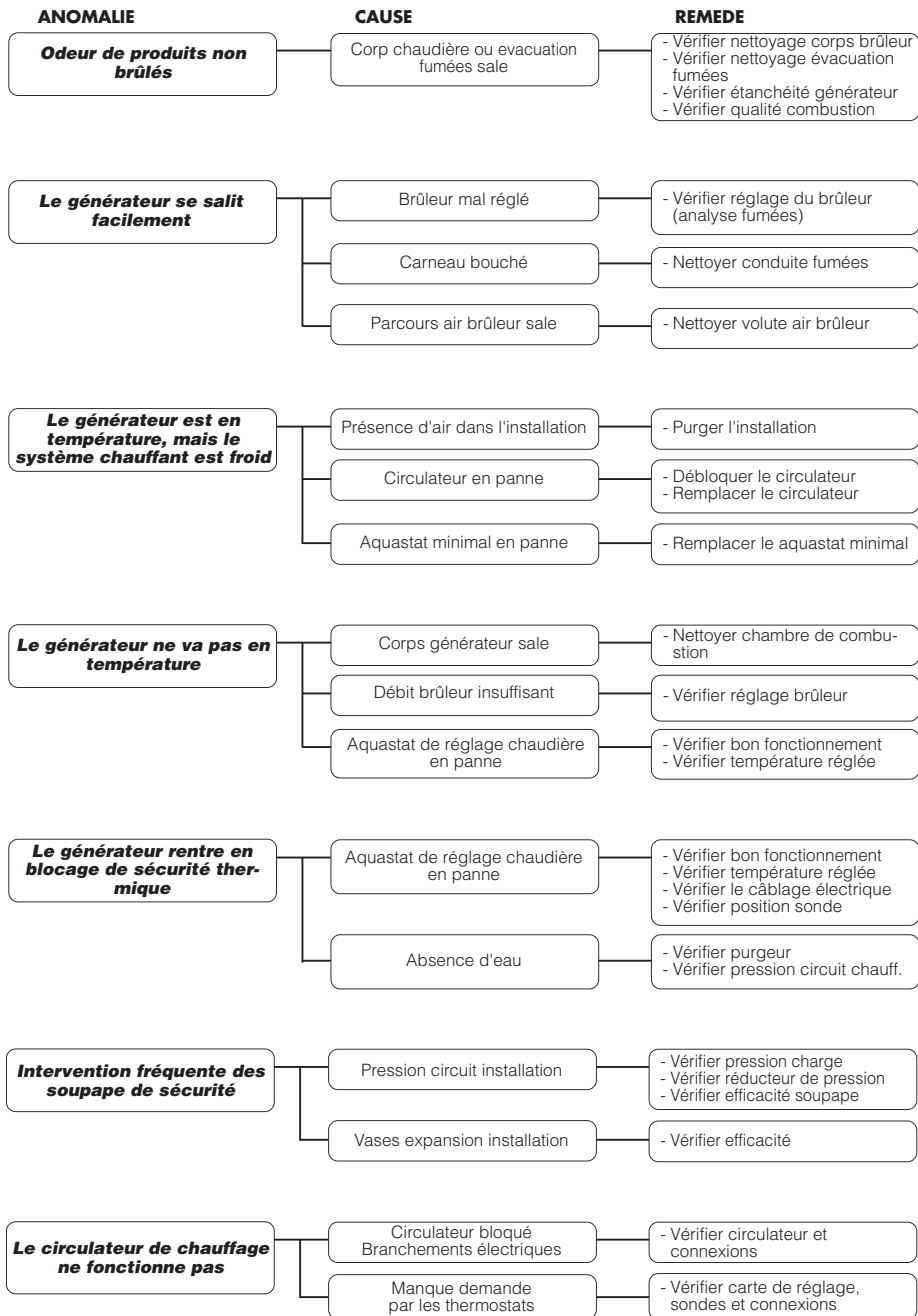 ANOMALIE CAUSE REMEDE
Odeur de produits non
brûlés
Corp chaudière ou evacuation
fumées sale
- Vérifier nettoyage corps brûleur
- Vérifier nettoyage évacuation
fumées
- Vérifier étanchéité générateur
- Vérifier qualité combustion
Le générateur se salit
facilement
Brûleur mal réglé
- Vérifier réglage du brûleur
(analyse fumées)
Carneau bouché
- Nettoyer conduite fumées
Parcours air brûleur sale
- Nettoyer volute air brûleur
Le générateur est en
température, mais le
système chauffant est froid
Présence d'air dans l'installation
- Purger l'installation
Circulateur en panne
- Débloquer le circulateur
- Remplacer le circulateur
Aquastat minimal en panne
- Remplacer le aquastat minimal
Le générateur ne va pas en
température
Corps générateur sale
- Nettoyer chambre de combu-
stion
Débit brûleur insuffisant
- Vérifier réglage brûleur
Aquastat de réglage chaudière
en panne
- Vérifier bon fonctionnement
- Vérifier température réglée
Le générateur rentre en
blocage de sécurité ther-
mique
Aquastat de réglage chaudière
en panne
- Vérifier bon fonctionnement
- Vérifier température réglée
- Vérifier le câblage électrique
- Vérifier position sonde
Absence d'eau
- Vérifier purgeur
- Vérifier pression circuit chauff.
Intervention fréquente des
soupape de sécurité
Pression circuit installation
- Vérifier pression charge
- Vérifier réducteur de pression
- Vérifier efficacité soupape
Vases expansion installation
- Vérifier efficacité
Le circulateur de chauffage
ne fonctionne pas
Circulateur bloqué
Branchements électriques
- Vérifier circulateur et
connexions
Manque demande
par les thermostats
- Vérifier carte de réglage,
sondes et connexions